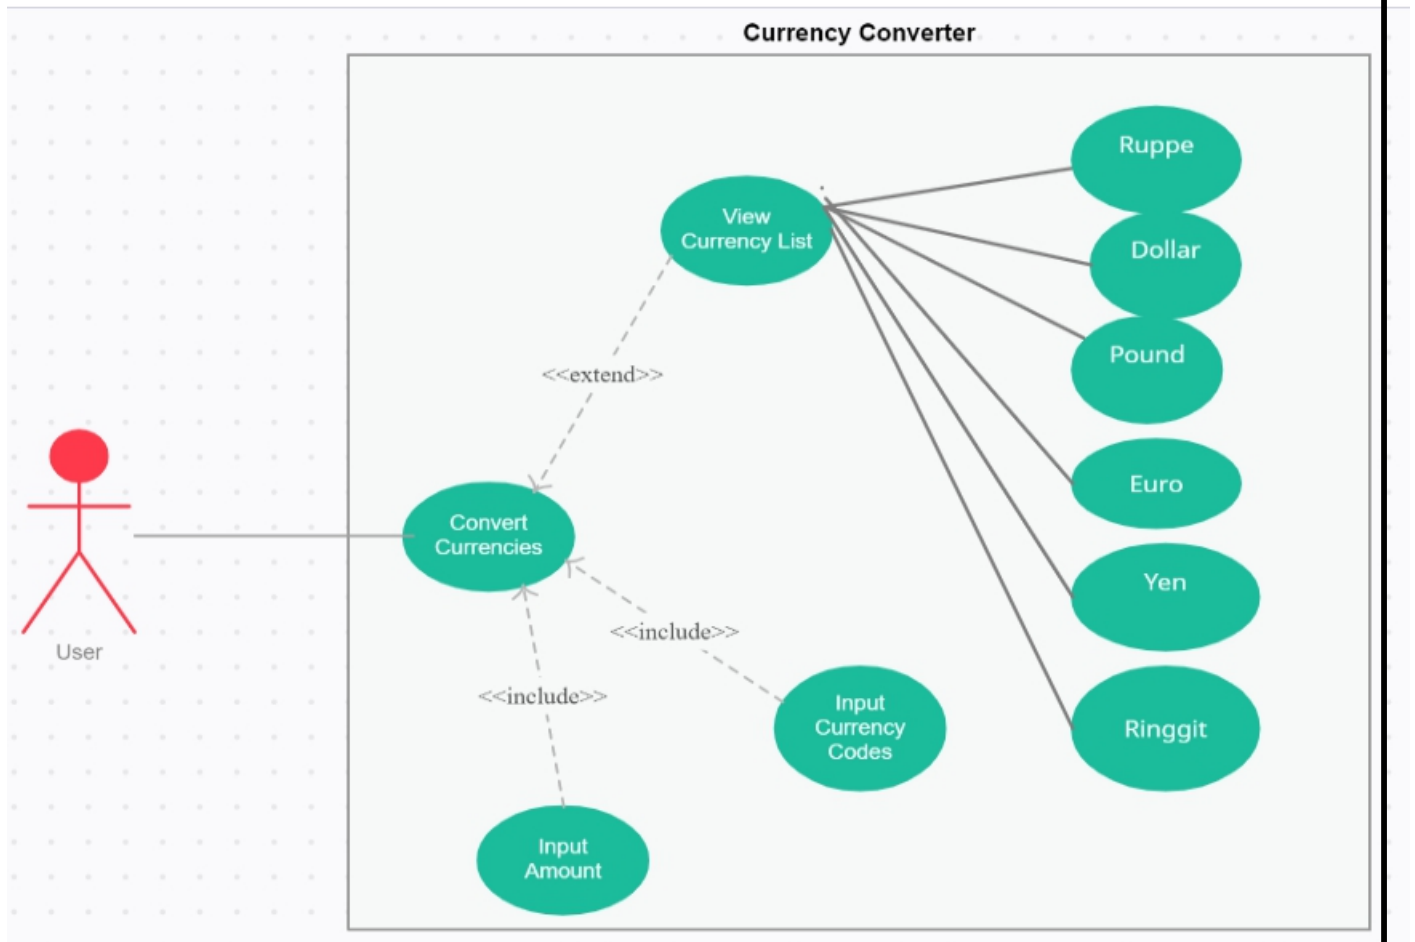 Currency Converter
Ruppe
View
Currency List
Dollar
Pound
<<extend>>
Euro
Convert
Currencies
Yen
<<include>>
User
<<include>>
Input
Currency
Codes
Ringgit
Input
Amount